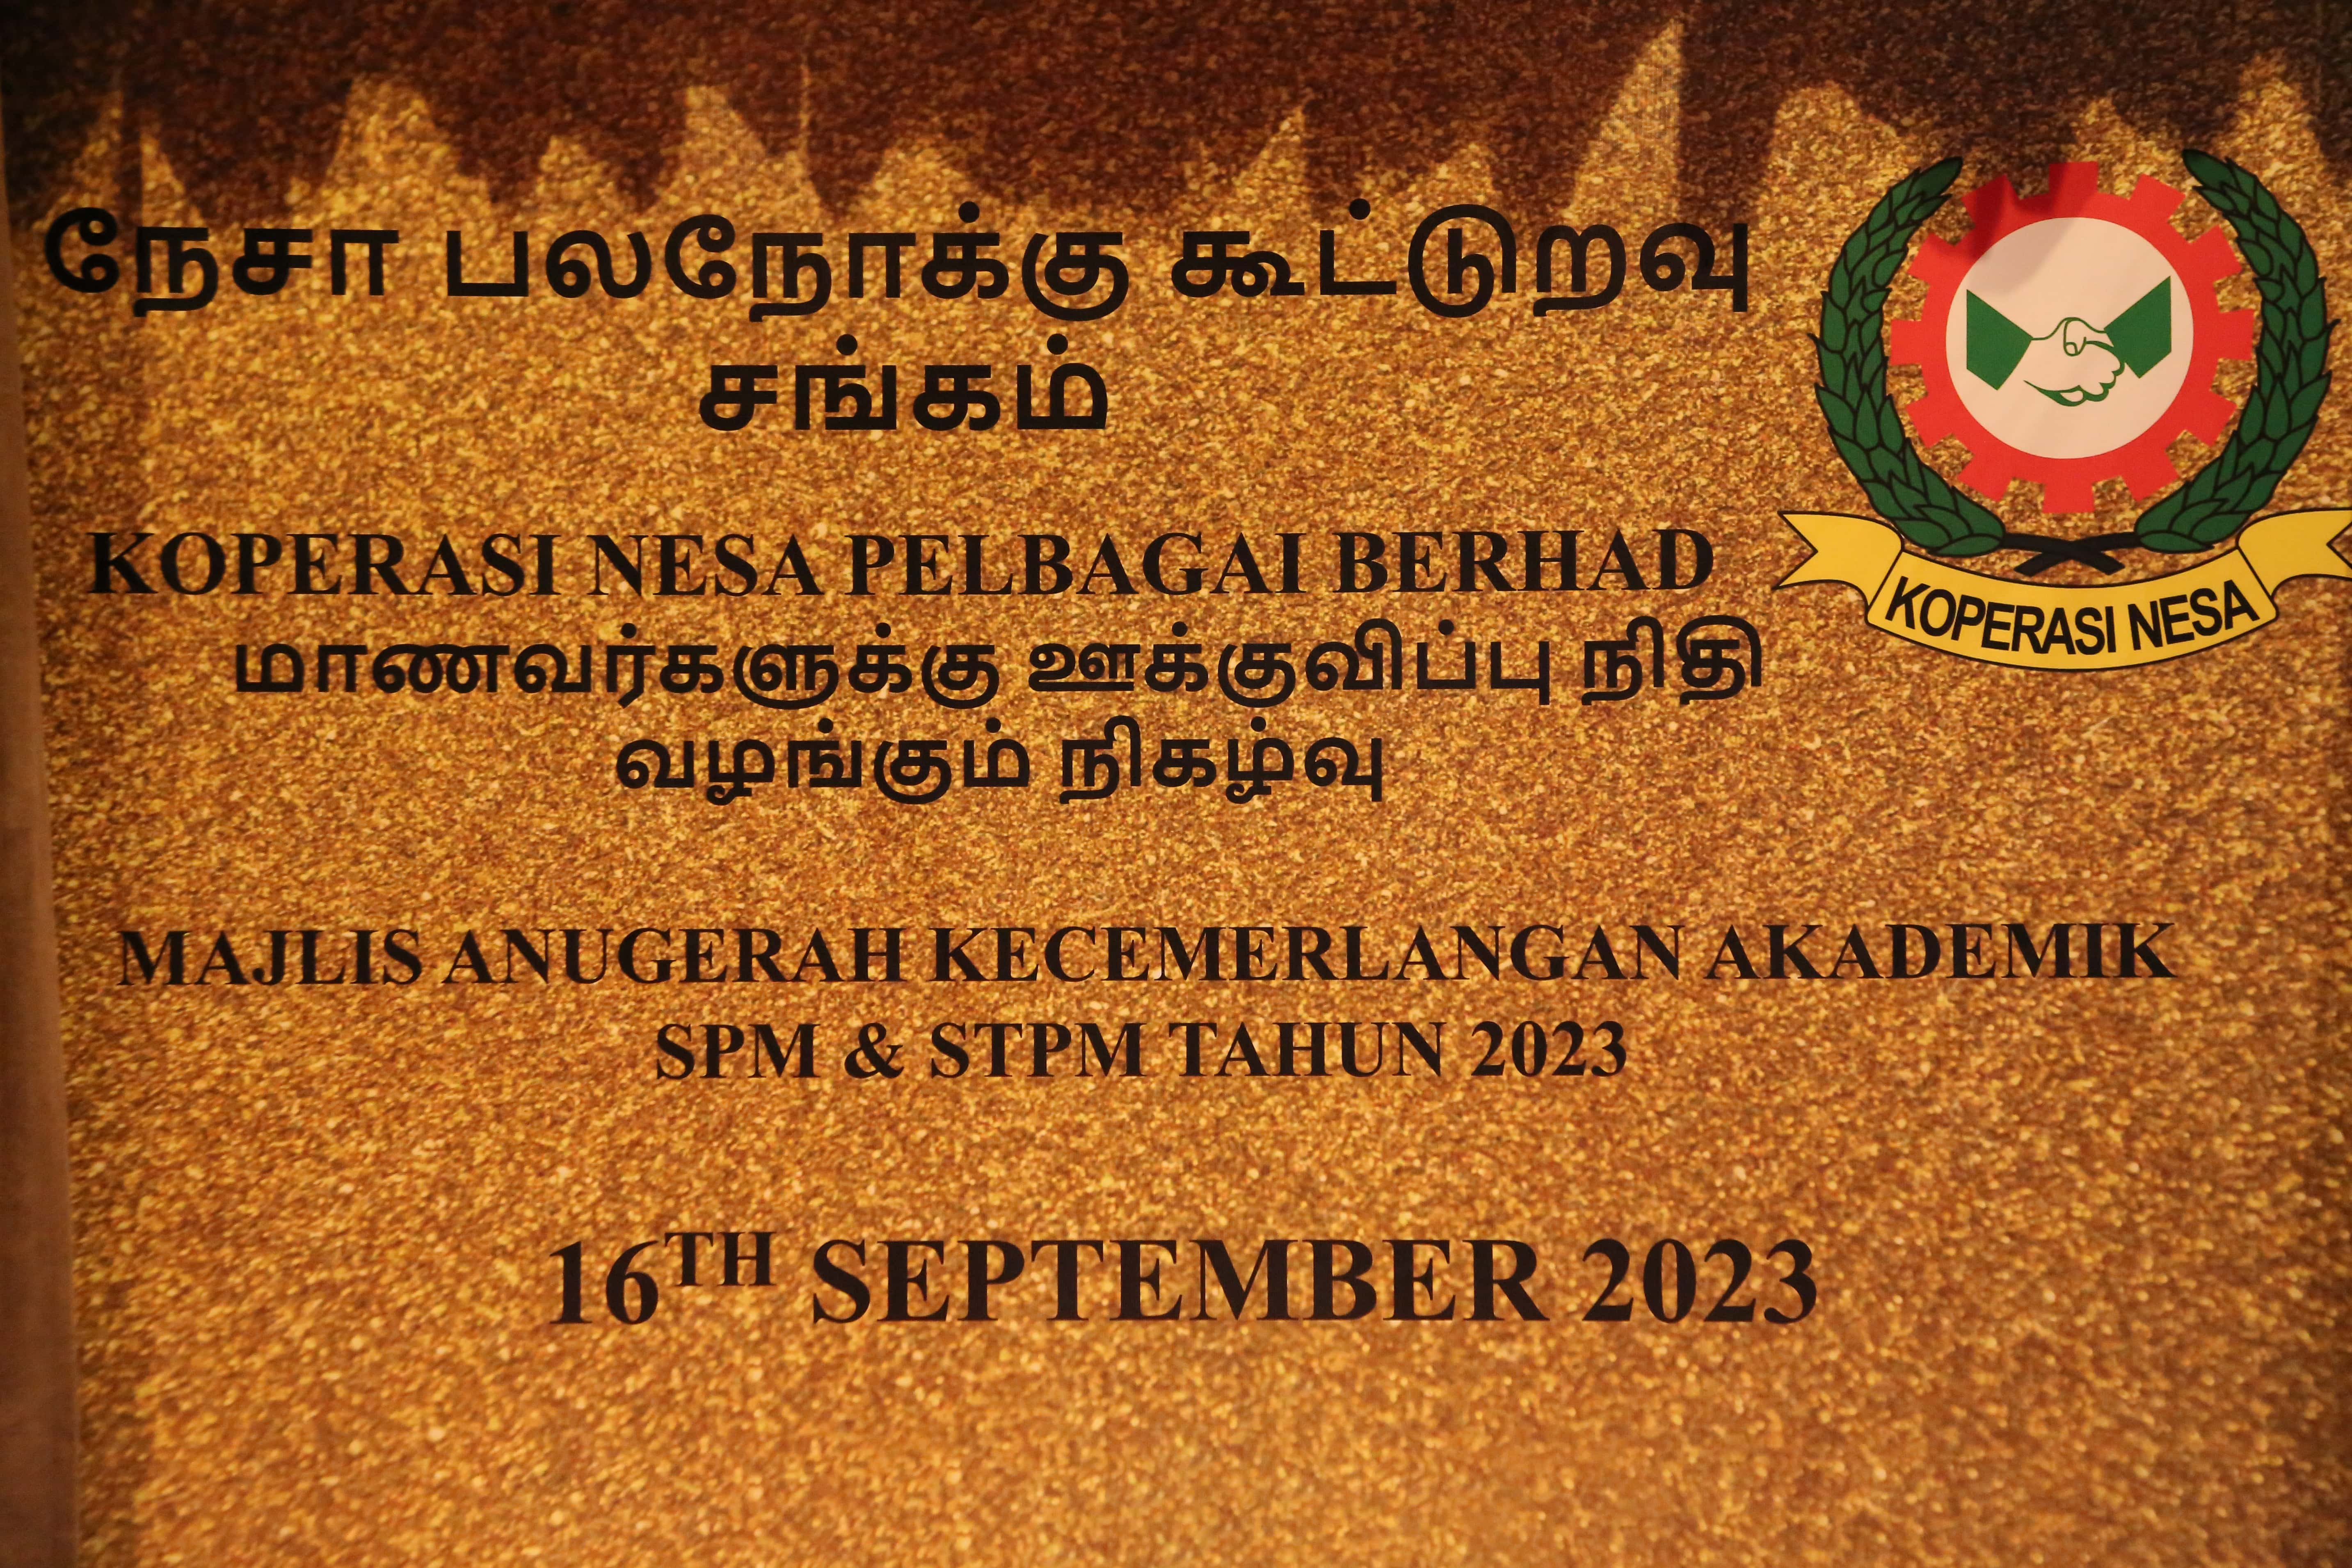 நேசா பலநோக்கு கூட்டுறவு
சங்கம்
KOPERASI NESA PELBAGAI BERHAD
KOPERASI NESA
மாணவர்களுக்கு ஊக்குவிப்பு நிதி
வழங்கும் நிகழ்வு
MAJLIS ANUGERAH KECEMERLANGAN AKADEMIK
SPM & STPM TAHUN 2023
16TH SEPTEMBER 2023